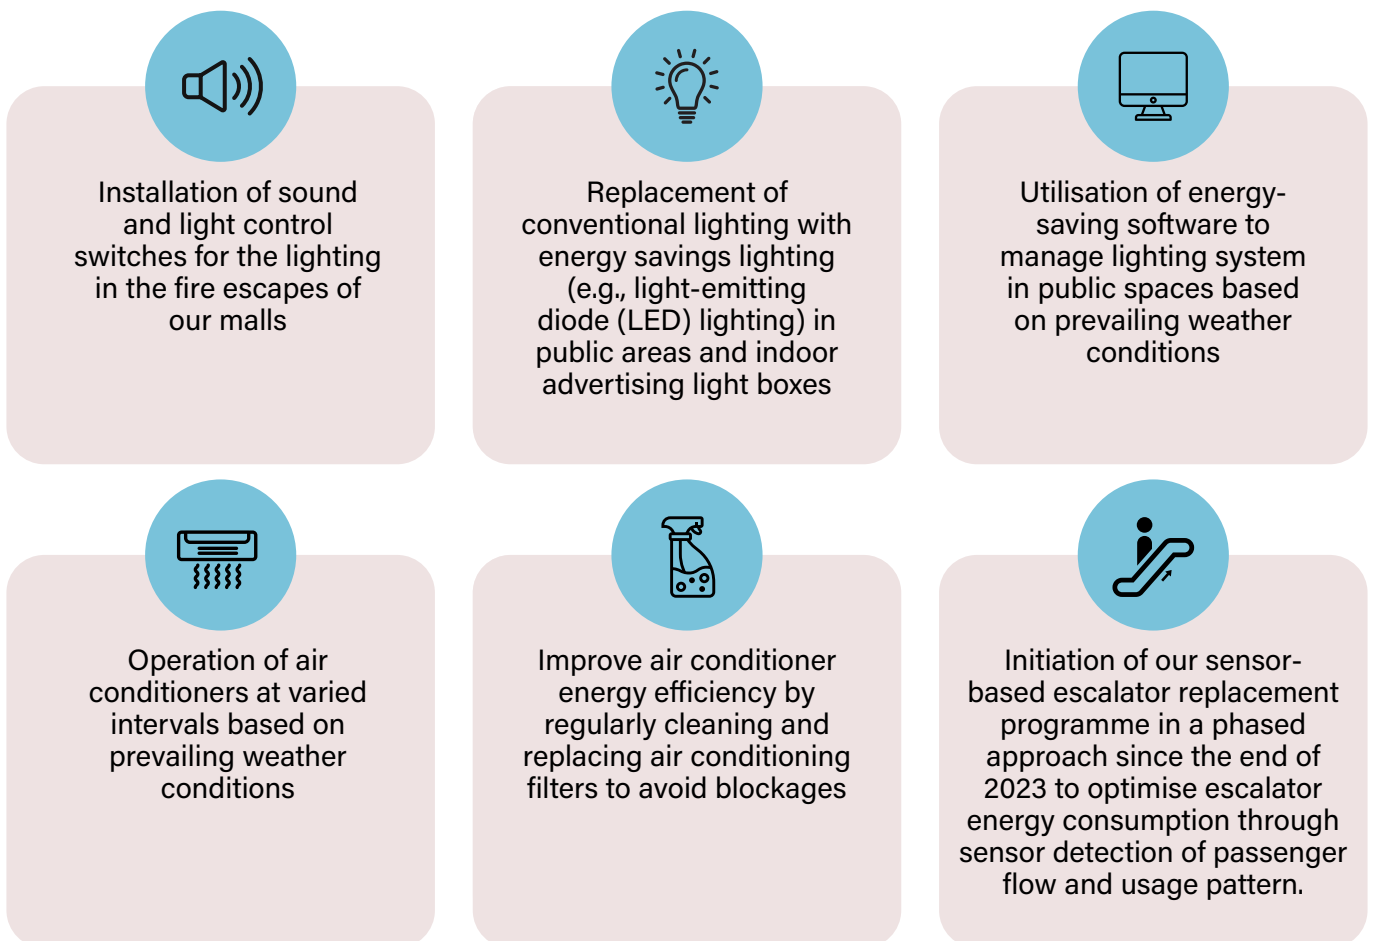 Installation of sound
and light control
switches for the lighting
in the fire escapes of
our malls
Replacement of
conventional lighting with
energy savings lighting
(e.g., light-emitting
diode (LED) lighting) in
public areas and indoor
advertising light boxes
Utilisation of energy-
saving software to
manage lighting system
in public spaces based
on prevailing weather
conditions
Operation of air
conditioners at varied
intervals based on
prevailing weather
conditions
Improve air conditioner
energy efficiency by
regularly cleaning and
replacing air conditioning
filters to avoid blockages
Initiation of our sensor-
based escalator replacement
programme in a phased
approach since the end of
2023 to optimise escalator
energy consumption through
sensor detection of passenger
flow and usage pattern.